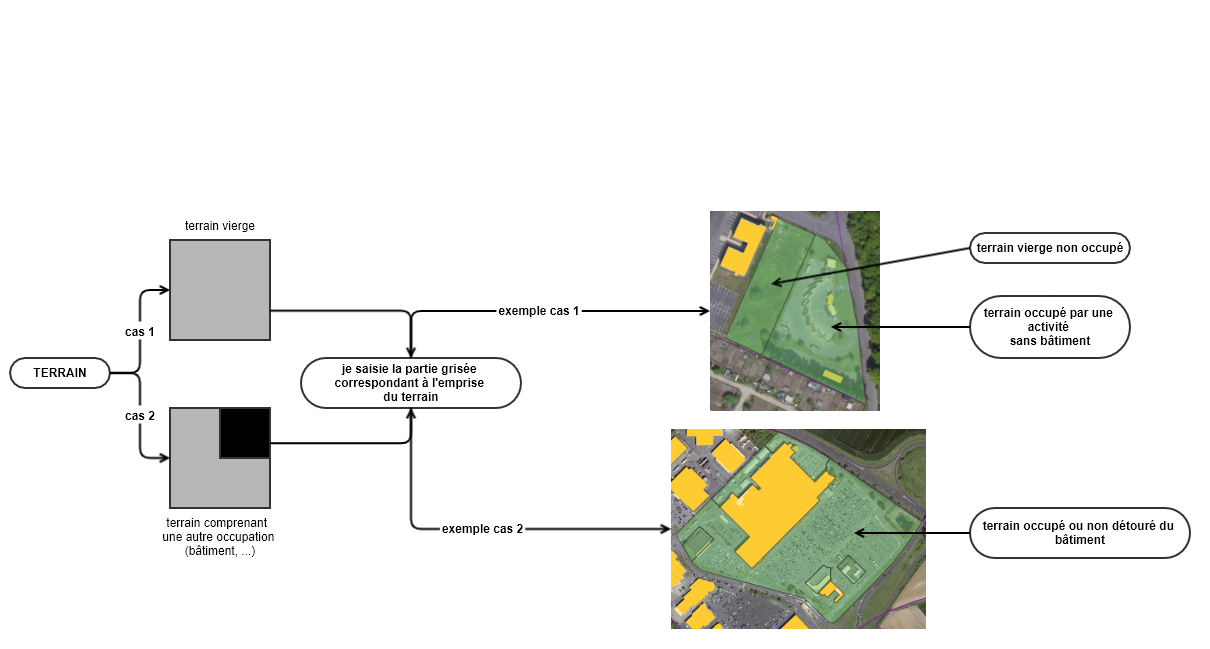 terrain vierge
cas 1
TERRAIN
cas 2
terrain comprenant
une autre occupation
(bâtiment, ...)
je saisie la partie grisée
correspondant à l'emprise
du terrain
exemple cas 1
exemple cas 2
terrain vierge non occupé
terrain occupé par une
activité
sans bâtiment
terrain occupé ou non détouré du
bâtiment